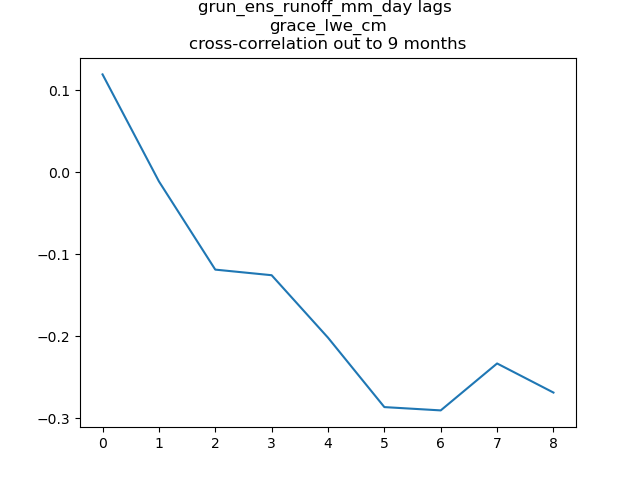 grun_ens_runoff_mm_day lags
grace_lwe_cm
cross-correlation out to 9 months
0.1
0.0
−0.1
−0.2
−0.3
0 1 2 3 4 5 6 7 8